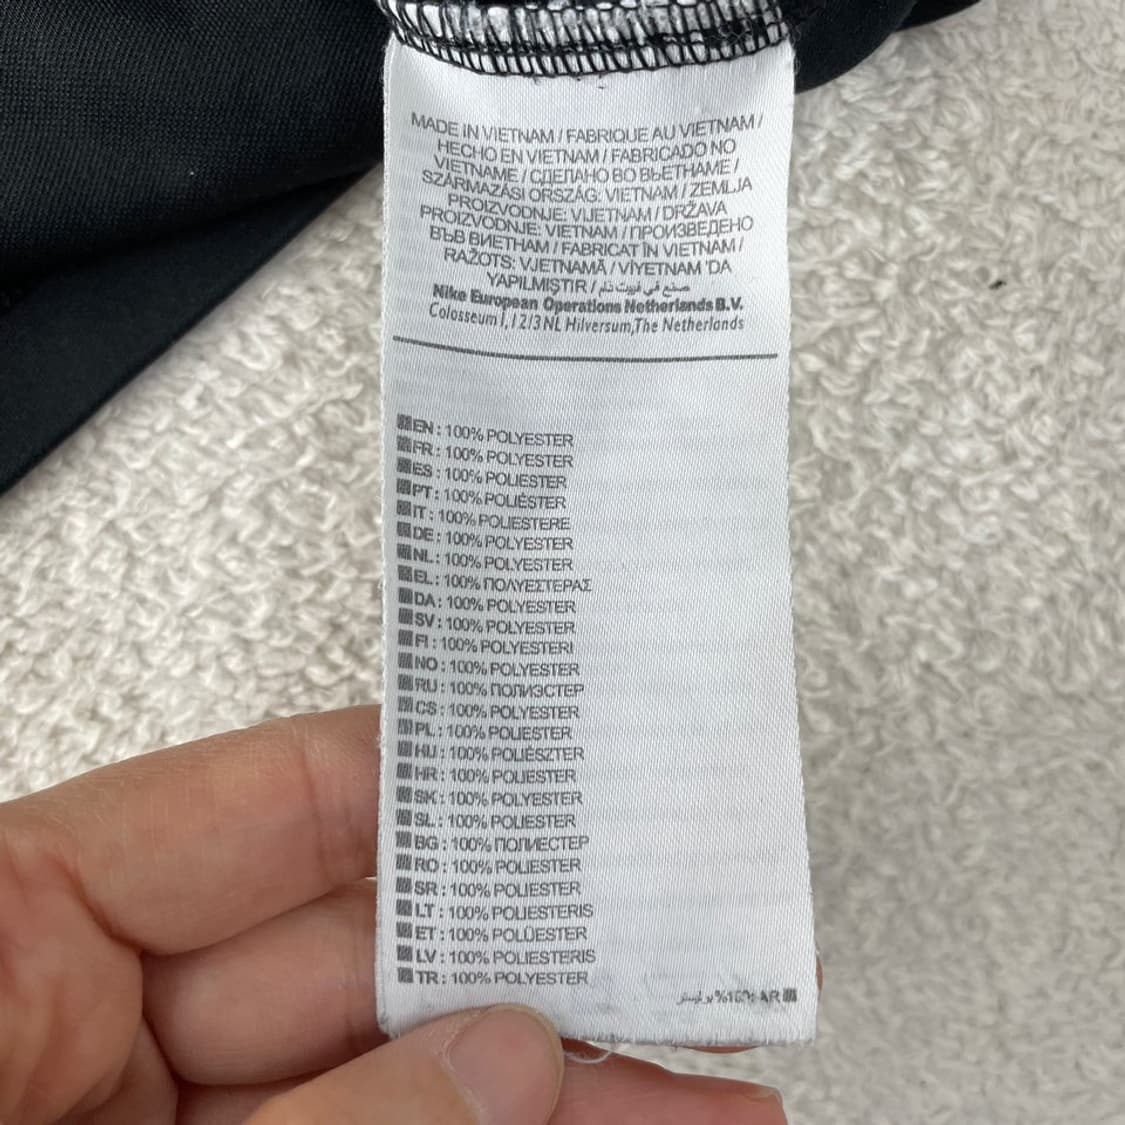 MADE IN VIETNAM / FABRIQUE AU VIETNAM /
HECHO EN VIETNAM / FABRICADO NO
VIETNAME / СДЕЛАНО ВО ВЬЕТНАМЕ /
SZÁRMAZÁSI ORSZÁG: VIETNAM / ZEMLJA
PROIZVODNJE: VIJETNAM / DRŽAVA
PROIZVODNJE: VIETNAM / ПРОИЗВЕДЕНО
ВЪВ ВИЕТНАМ / FABRICAT ÎN VIETNAM /
RAŽOTS: VJETNAMĀ / VİYETNAM 'DA
YAPILMIŞTIR / صنع في فييت نام
Nike European Operations Netherlands B.V.
Colosseum 1, 1213 NL Hilversum,The Netherlands
EN : 100% POLYESTER
FR : 100% POLYESTER
ES : 100% POLIESTER
PT : 100% POLIÉSTER
IT : 100% POLIESTERE
DE : 100% POLYESTER
NL : 100% POLYESTER
EL : 100% ΠΟΛΥΕΣΤΕΡΑΣ
DA : 100% POLYESTER
SV : 100% POLYESTER
FI : 100% POLYESTERI
NO : 100% POLYESTER
RU : 100% ПОЛИЭСТЕР
CS : 100% POLYESTER
PL : 100% POLIESTER
HU : 100% POLIÉSZTER
HR : 100% POLIESTER
SK : 100% POLYESTER
SL : 100% POLIESTER
BG : 100% ПОЛИЕСТЕР
RO : 100% POLIESTER
SR : 100% POLIESTER
LT : 100% POLIESTERIS
ET : 100% POLÜESTER
LV : 100% POLIESTERIS
TR : 100% POLYESTER
AR :100% بوليستر